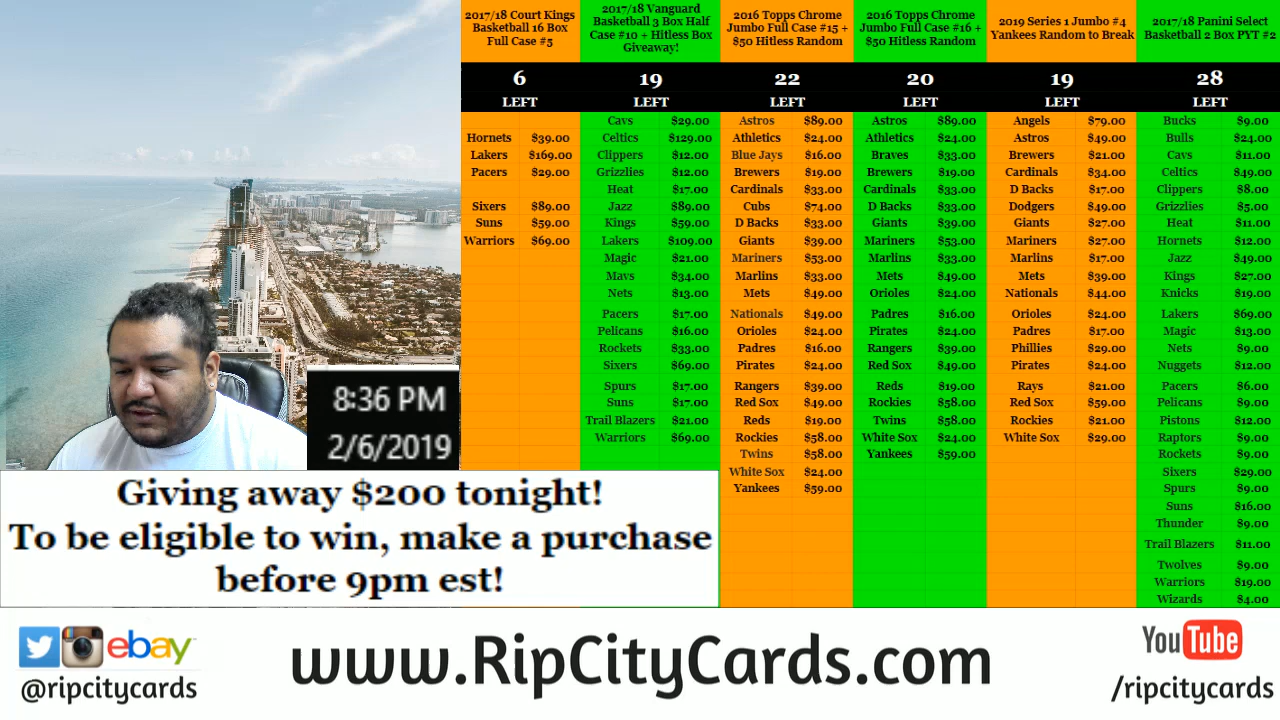 2017/18 Court Kings
Basketball 16 Box
Full Case #5
6
LEFT
Hornets $39.00
Lakers $169.00
Pacers $29.00
Sixers $89.00
Suns $59.00
Warriors $69.00
2017/18 Vanguard
Basketball 3 Box Half
Case #10 + Hitless Box
Giveaway!
19
LEFT
Cavs $29.00
Celtics $129.00
Clippers $12.00
Grizzlies $12.00
Heat $17.00
Jazz $89.00
Kings $59.00
Lakers $109.00
Magic $21.00
Mavs $34.00
Nets $13.00
Pacers $17.00
Pelicans $16.00
Rockets $33.00
Sixers $69.00
Spurs $17.00
Suns $17.00
Trail Blazers $21.00
Warriors $69.00
2016 Topps Chrome
Jumbo Full Case #15 +
$50 Hitless Random
22
LEFT
Astros $89.00
Athletics $24.00
Blue Jays $16.00
Brewers $19.00
Cardinals $33.00
Cubs $74.00
D Backs $33.00
Giants $39.00
Mariners $53.00
Marlins $33.00
Mets $49.00
Nationals $49.00
Orioles $24.00
Padres $16.00
Pirates $24.00
Rangers $39.00
Red Sox $49.00
Reds $19.00
Rockies $58.00
Twins $58.00
White Sox $24.00
Yankees $59.00
2016 Topps Chrome
Jumbo Full Case #16 +
$50 Hitless Random
20
LEFT
Astros $89.00
Athletics $24.00
Braves $33.00
Brewers $19.00
Cardinals $33.00
D Backs $33.00
Giants $39.00
Mariners $53.00
Marlins $33.00
Mets $49.00
Orioles $24.00
Padres $16.00
Pirates $24.00
Rangers $39.00
Red Sox $49.00
Reds $19.00
Rockies $58.00
Twins $58.00
White Sox $24.00
Yankees $59.00
2019 Series 1 Jumbo #4
Yankees Random to Break
19
LEFT
Angels $79.00
Astros $49.00
Brewers $21.00
Cardinals $34.00
D Backs $17.00
Dodgers $49.00
Giants $27.00
Mariners $27.00
Marlins $17.00
Mets $39.00
Nationals $44.00
Orioles $24.00
Padres $17.00
Phillies $29.00
Pirates $24.00
Rays $21.00
Red Sox $59.00
Rockies $21.00
White Sox $29.00
2017/18 Panini Select
Basketball 2 Box PYT #2
28
LEFT
Bucks $9.00
Bulls $24.00
Cavs $11.00
Celtics $49.00
Clippers $8.00
Grizzlies $5.00
Heat $11.00
Hornets $12.00
Jazz $49.00
Kings $27.00
Knicks $19.00
Lakers $69.00
Magic $13.00
Nets $9.00
Nuggets $12.00
Pacers $6.00
Pelicans $9.00
Pistons $12.00
Raptors $9.00
Rockets $9.00
Sixers $29.00
Spurs $9.00
Suns $16.00
Thunder $9.00
Trail Blazers $11.00
Twolves $9.00
Warriors $19.00
Wizards $4.00
8:36 PM
2/6/2019
Giving away $200 tonight!
To be eligible to win, make a purchase
before 9pm est!
ebay
@ripcitycards
www.RipCityCards.com
YouTube
/ripcitycards